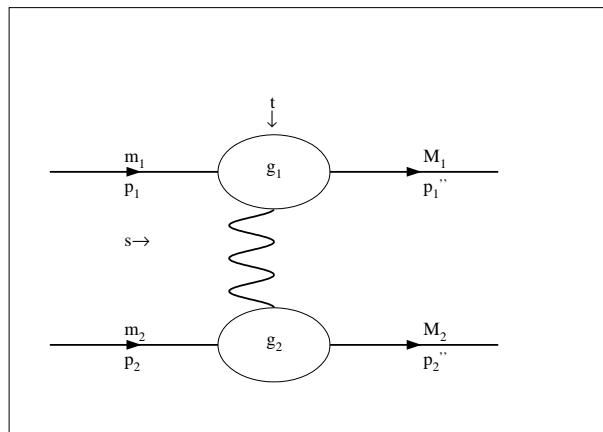 t
↓
m₁ g₁ M₁
p₁ p₁’’
s→
m₂ g₂ M₂
p₂ p₂’’